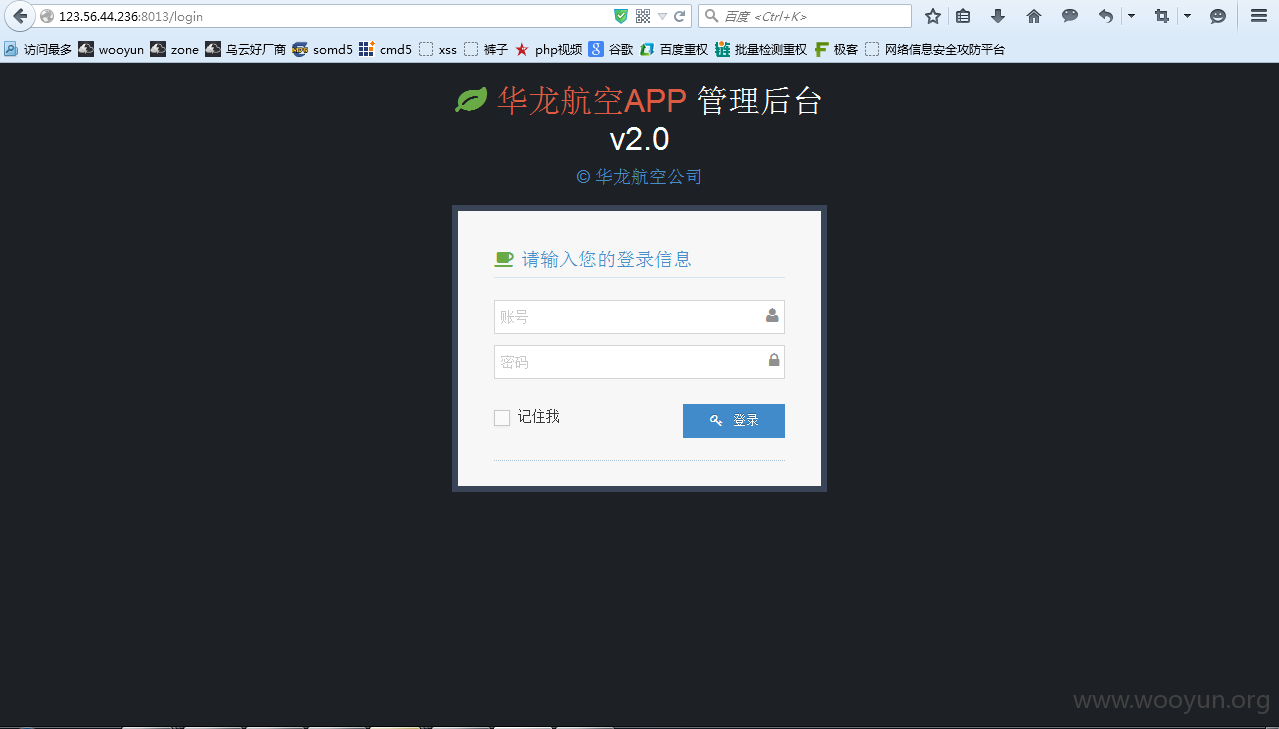 123.56.44.236:8013/login
百度 <Ctrl+K>
访问最多 wooyun zone 乌云好厂商 somd5 cmd5 xss 裤子 php视频 谷歌 百度重权 批量检测重权 极客 网络信息安全攻防平台
华龙航空APP 管理后台
v2.0
© 华龙航空公司
请输入您的登录信息
账号
密码
记住我
登录
www.wooyun.org